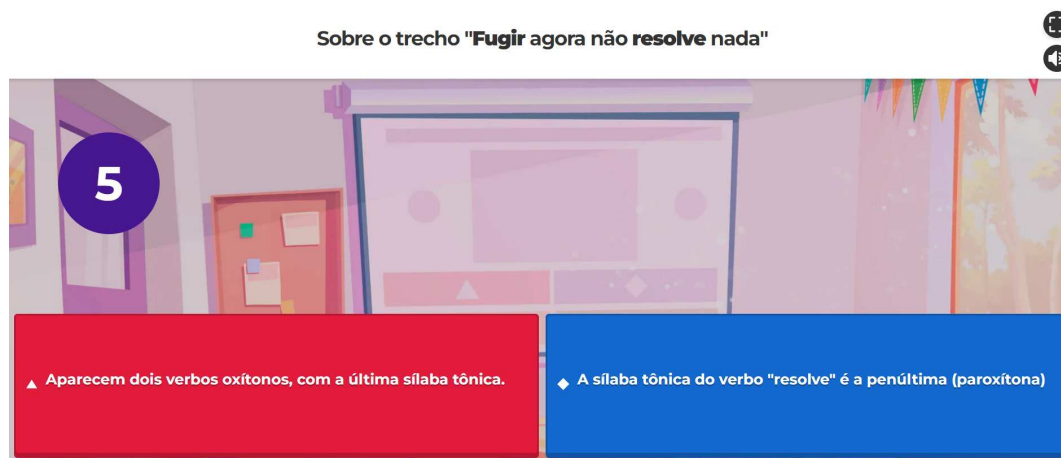 Sobre o trecho "Fugir agora não resolve nada"
5
Aparecem dois verbos oxítonos, com a última sílaba tônica.
A sílaba tônica do verbo "resolve" é a penúltima (paroxítona)